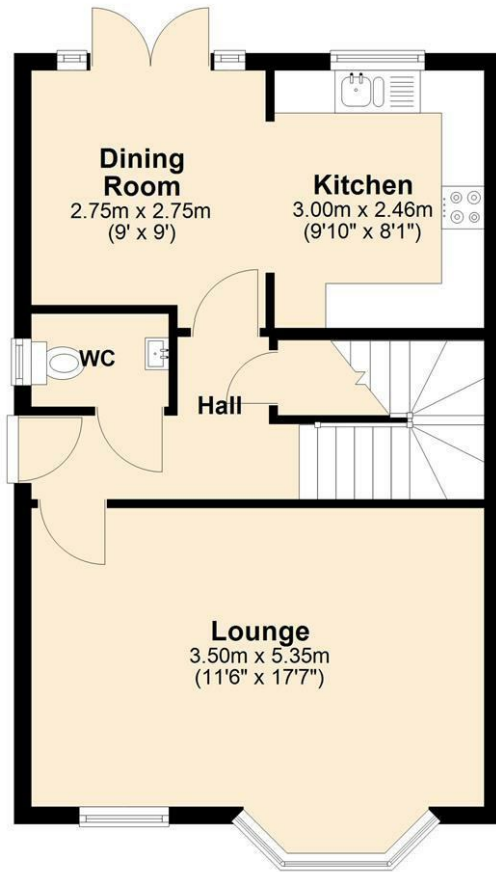 Dining
Room
2.75m x 2.75m
(9' x 9')
Kitchen
3.00m x 2.46m
(9'10" x 8'1")
WC
Hall
Lounge
3.50m x 5.35m
(11'6" x 17'7")